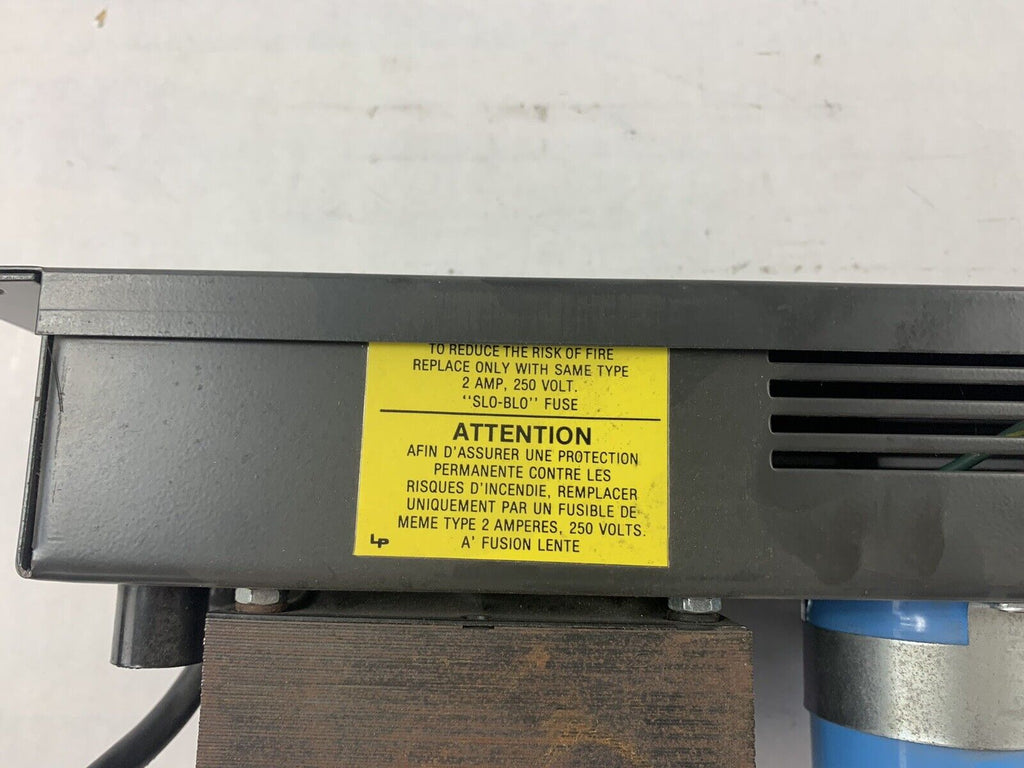 TO REDUCE THE RISK OF FIRE
REPLACE ONLY WITH SAME TYPE
2 AMP, 250 VOLT.
"SLO-BLO" FUSE
ATTENTION
AFIN D'ASSURER UNE PROTECTION
PERMANENTE CONTRE LES
RISQUES D'INCENDIE, REMPLACER
UNIQUEMENT PAR UN FUSIBLE DE
MEME TYPE 2 AMPERES, 250 VOLTS.
A' FUSION LENTE
LP